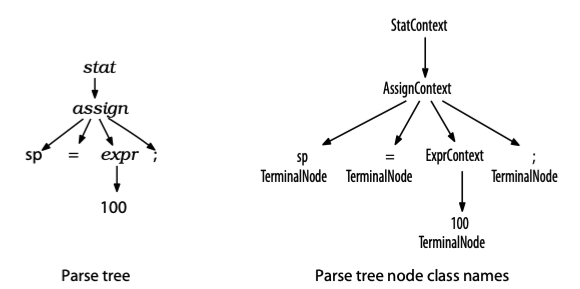 stat
assign
sp = expr ;
100
Parse tree
StatContext
AssignContext
sp = ExprContext ;
TerminalNode TerminalNode TerminalNode
100
TerminalNode
Parse tree node class names